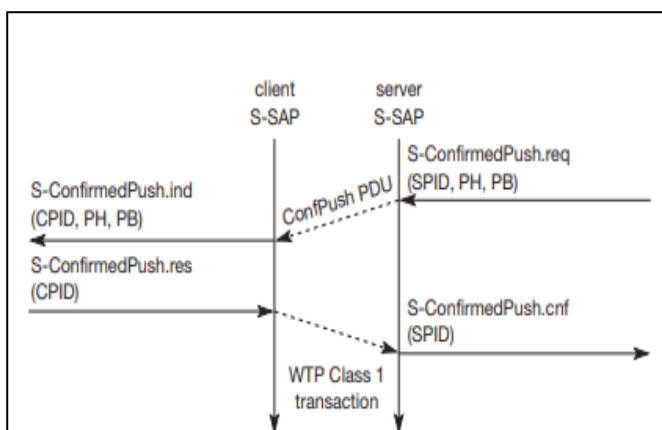 client
S-SAP
server
S-SAP
S-ConfirmedPush.req
(SPID, PH, PB)
ConfPush PDU
S-ConfirmedPush.ind
(CPID, PH, PB)
S-ConfirmedPush.res
(CPID)
S-ConfirmedPush.cnf
(SPID)
WTP Class 1
transaction